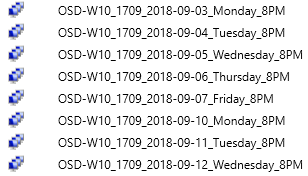 OSD-W10_1709_2018-09-03_Monday_8PM
OSD-W10_1709_2018-09-04_Tuesday_8PM
OSD-W10_1709_2018-09-05_Wednesday_8PM
OSD-W10_1709_2018-09-06_Thursday_8PM
OSD-W10_1709_2018-09-07_Friday_8PM
OSD-W10_1709_2018-09-10_Monday_8PM
OSD-W10_1709_2018-09-11_Tuesday_8PM
OSD-W10_1709_2018-09-12_Wednesday_8PM